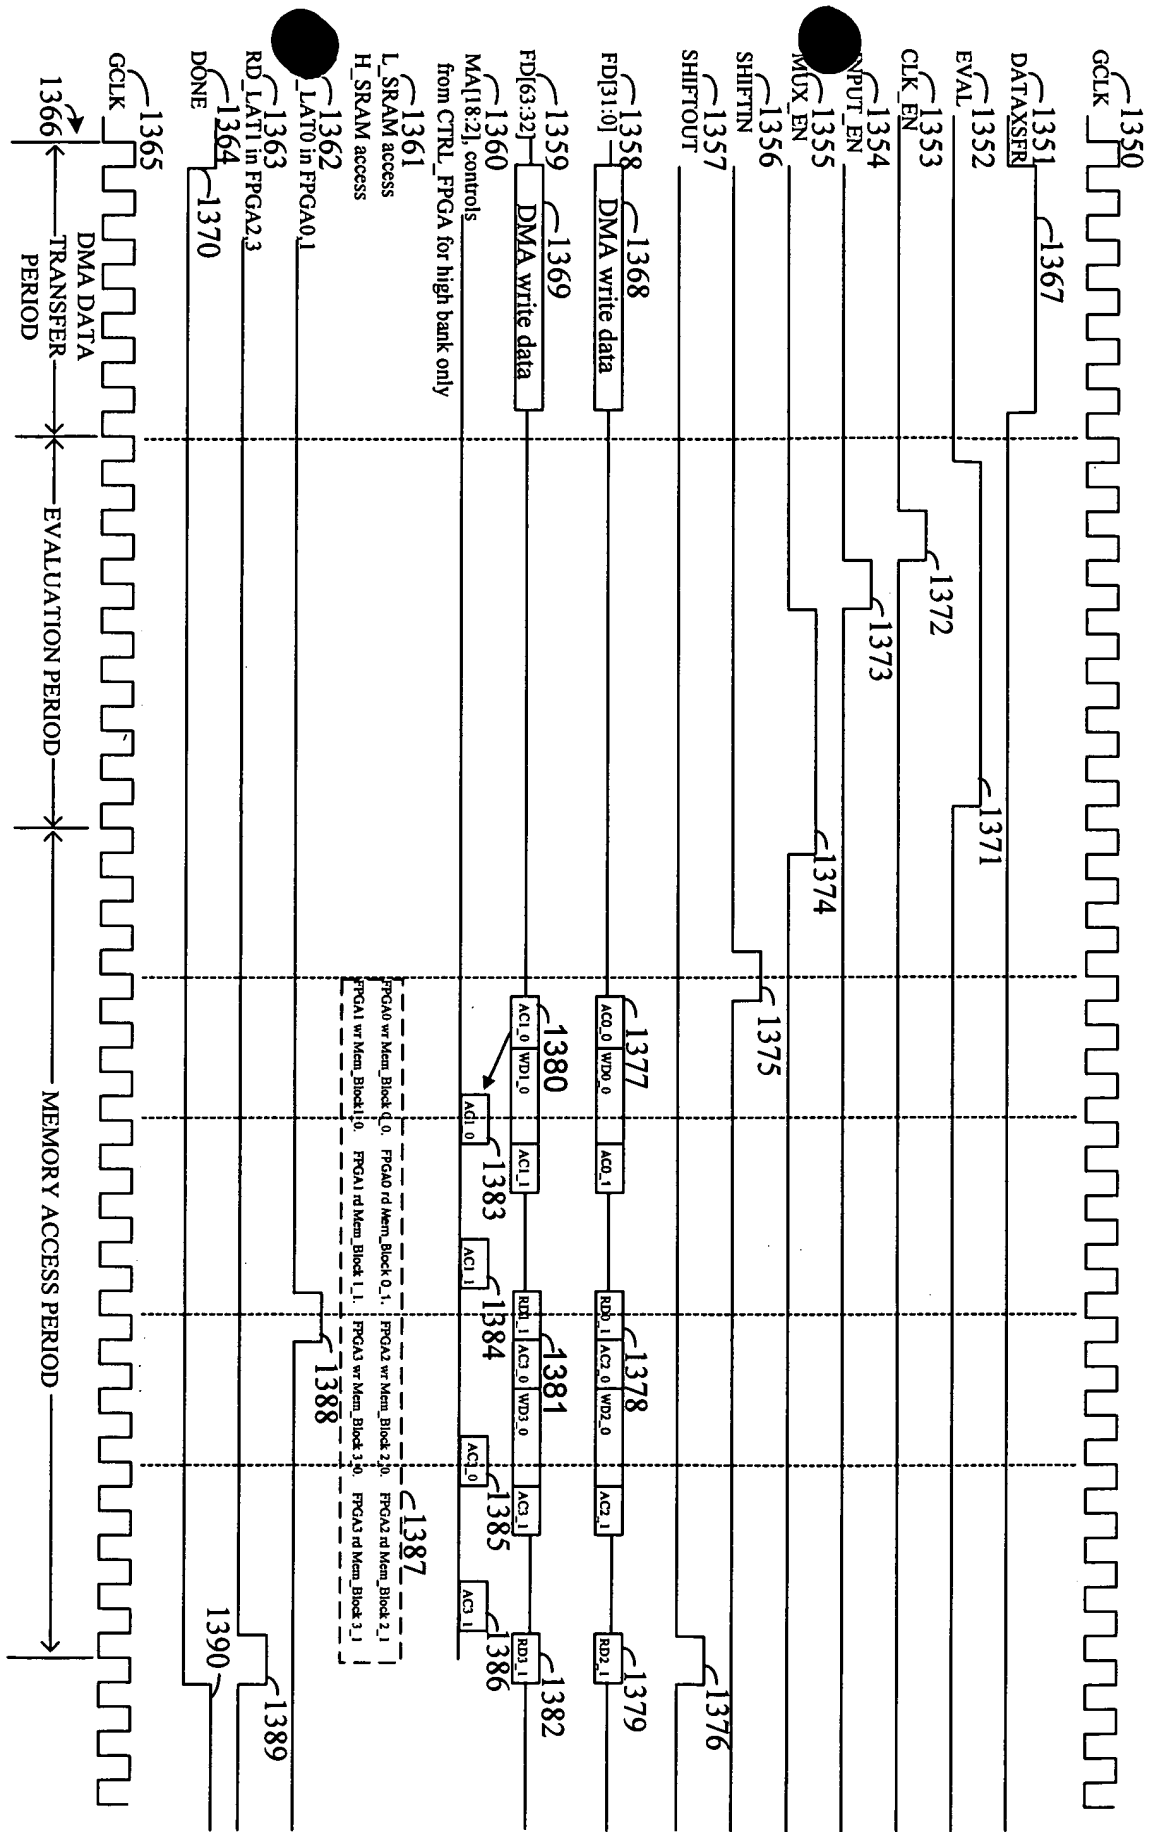 1350
GCLK
1351
DATAXSFR
1367
1352
EVAL
1371
1353
CLK_EN
1372
1354
INPUT_EN
1373
1355
MUX_EN
1374
1356
SHIFTIN
1375
1357
SHIFTOUT
1376
1358
1368
1377
1378
1379
FD[31:0]
DMA write data
AC0_0 WD0_0 AC0_1 RD0_1 AC2_0 WD2_0 AC2_1 RD2_1
1359
1369
1380
1381
1382
FD[63:32]
DMA write data
AC1_0 WD1_0 AC1_1 RD1_1 AC3_0 WD3_0 AC3_1 RD3_1
1360
1383
1384
1385
1386
MA[18:2], controls
from CTRL_FPGA for high bank only
AC1_0 AC1_1 AC3_0 AC3_1
1361
1387
L_SRAM access
H_SRAM access
FPGA0 wr Mem_Block 0_0. FPGA0 rd Mem_Block 0_1. FPGA2 wr Mem_Block 2_0. FPGA2 rd Mem_Block 2_1
FPGA1 wr Mem_Block1_0. FPGA1 rd Mem_Block 1_1. FPGA3 wr Mem_Block 3_0. FPGA3 rd Mem_Block 3_1
1362
_LAT0 in FPGA0,1
1388
1363
RD_LAT1 in FPGA2,3
1389
1364
DONE
1370
1390
1365
GCLK
1366
DMA DATA
TRANSFER
PERIOD
EVALUATION PERIOD
MEMORY ACCESS PERIOD